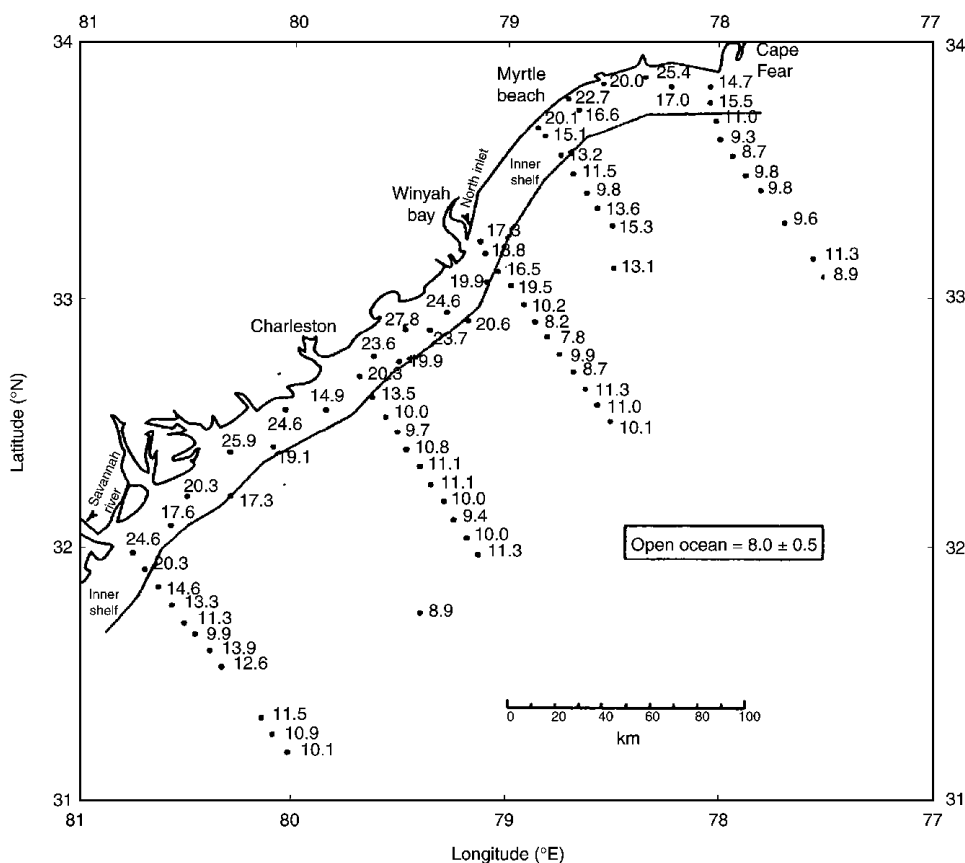 81 80 79 78 77
34 34
Cape
Fear
Myrtle
beach
20.0 25.4 14.7
22.7 17.0 15.5
20.1 16.6 11.0
15.1 9.3
13.2 8.7
Inner
shelf
11.5 9.8
9.8 9.8
13.6 9.6
15.3
11.3
13.1 8.9
North inlet
Winyah
bay
17.3
18.8
33 33
19.9 16.5
24.6 19.5
27.8 10.2
20.6 8.2
Charleston
23.6 23.7 7.8
19.9 9.9
20.3 8.7
14.9 13.5 11.3
24.6 10.0 11.0
25.9 9.7 10.1
19.1 10.8
11.1
Savannah
river
20.3 17.3 11.1
17.6 10.0
9.4
32 32
24.6 10.0
20.3 11.3
Open ocean = 8.0 ± 0.5
Inner
shelf
14.6
13.3
11.3
9.9
13.9
12.6
8.9
11.5
10.9
10.1
0 20 40 60 80 100
km
31 31
81 80 79 78 77
Latitude (°N)
Longitude (°E)